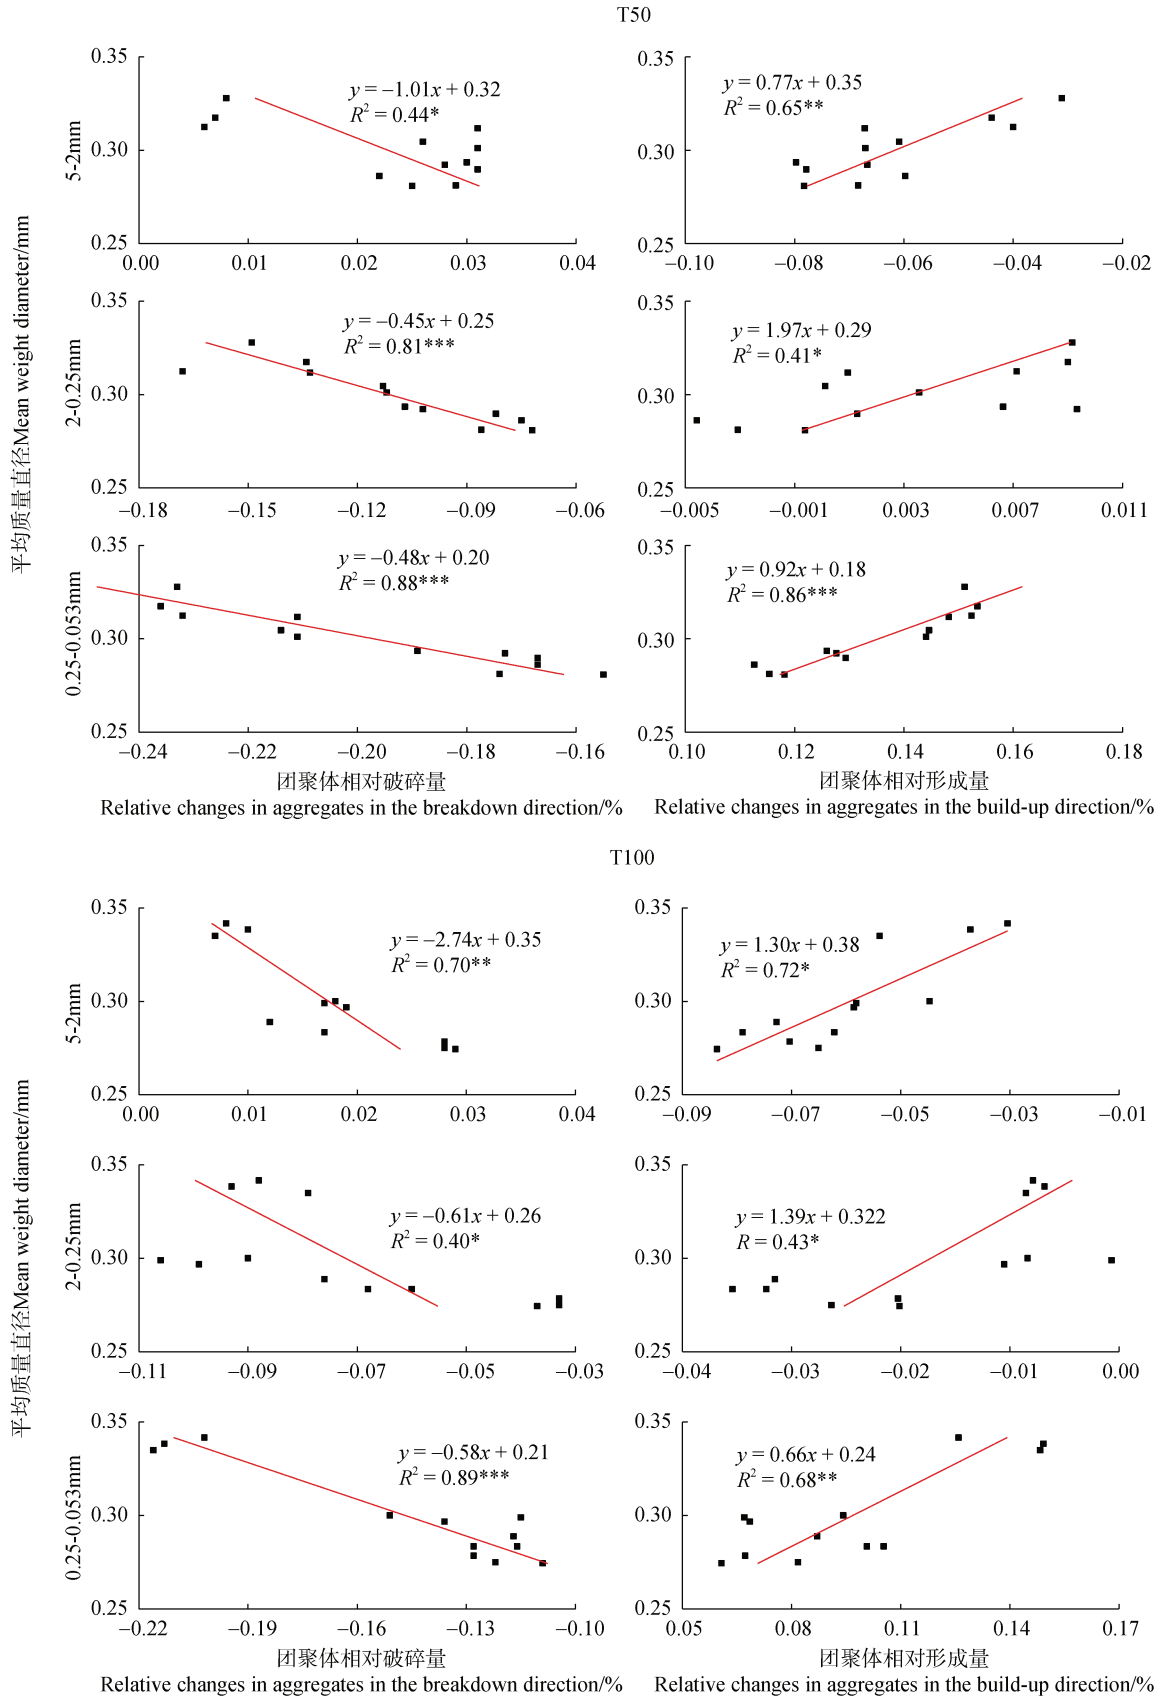 T50
0.35
0.30
0.25
0.00
0.01
0.02
0.03
0.04
5-2mm
y = –1.01x + 0.32
R² = 0.44*
0.35
0.30
0.25
–0.10
–0.08
–0.06
–0.04
–0.02
y = 0.77x + 0.35
R² = 0.65**
平均质量直径Mean weight diameter/mm
0.35
0.30
0.25
–0.18
–0.15
–0.12
–0.09
–0.06
2-0.25mm
y = –0.45x + 0.25
R² = 0.81***
0.35
0.30
0.25
–0.005
–0.001
0.003
0.007
0.011
y = 1.97x + 0.29
R² = 0.41*
0.35
0.30
0.25
–0.24
–0.22
–0.20
–0.18
–0.16
0.25-0.053mm
y = –0.48x + 0.20
R² = 0.88***
0.35
0.30
0.25
0.10
0.12
0.14
0.16
0.18
y = 0.92x + 0.18
R² = 0.86***
团聚体相对破碎量
Relative changes in aggregates in the breakdown direction/%
团聚体相对形成量
Relative changes in aggregates in the build-up direction/%
T100
0.35
0.30
0.25
0.00
0.01
0.02
0.03
0.04
5-2mm
y = –2.74x + 0.35
R² = 0.70**
0.35
0.30
0.25
–0.09
–0.07
–0.05
–0.03
–0.01
y = 1.30x + 0.38
R² = 0.72*
平均质量直径Mean weight diameter/mm
0.35
0.30
0.25
–0.11
–0.09
–0.07
–0.05
–0.03
2-0.25mm
y = –0.61x + 0.26
R² = 0.40*
0.35
0.30
0.25
–0.04
–0.03
–0.02
–0.01
0.00
y = 1.39x + 0.322
R = 0.43*
0.35
0.30
0.25
–0.22
–0.19
–0.16
–0.13
–0.10
0.25-0.053mm
y = –0.58x + 0.21
R² = 0.89***
0.35
0.30
0.25
0.05
0.08
0.11
0.14
0.17
y = 0.66x + 0.24
R² = 0.68**
团聚体相对破碎量
Relative changes in aggregates in the breakdown direction/%
团聚体相对形成量
Relative changes in aggregates in the build-up direction/%